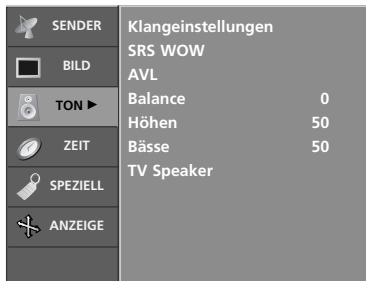 SENDER
BILD
TON ►
ZEIT
SPEZIELL
ANZEIGE
Klangeinstellungen
SRS WOW
AVL
Balance 0
Höhen 50
Bässe 50
TV Speaker